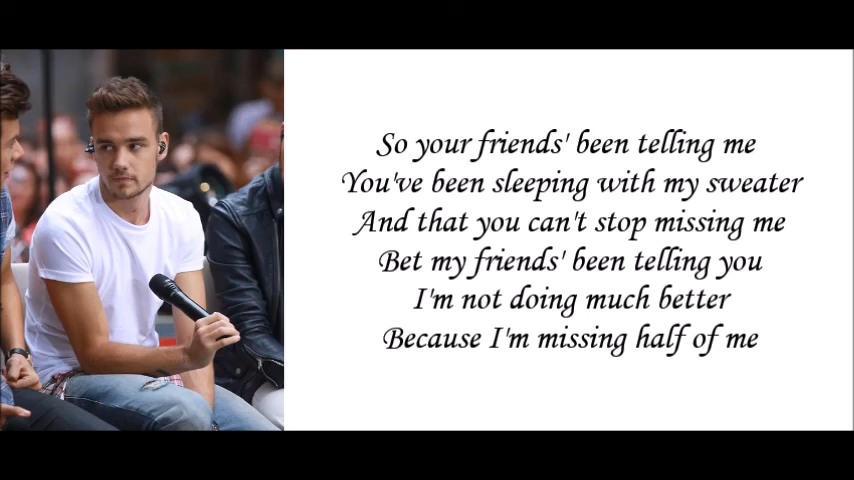 So your friends' been telling me
You've been sleeping with my sweater
And that you can't stop missing me
Bet my friends' been telling you
I'm not doing much better
Because I'm missing half of me